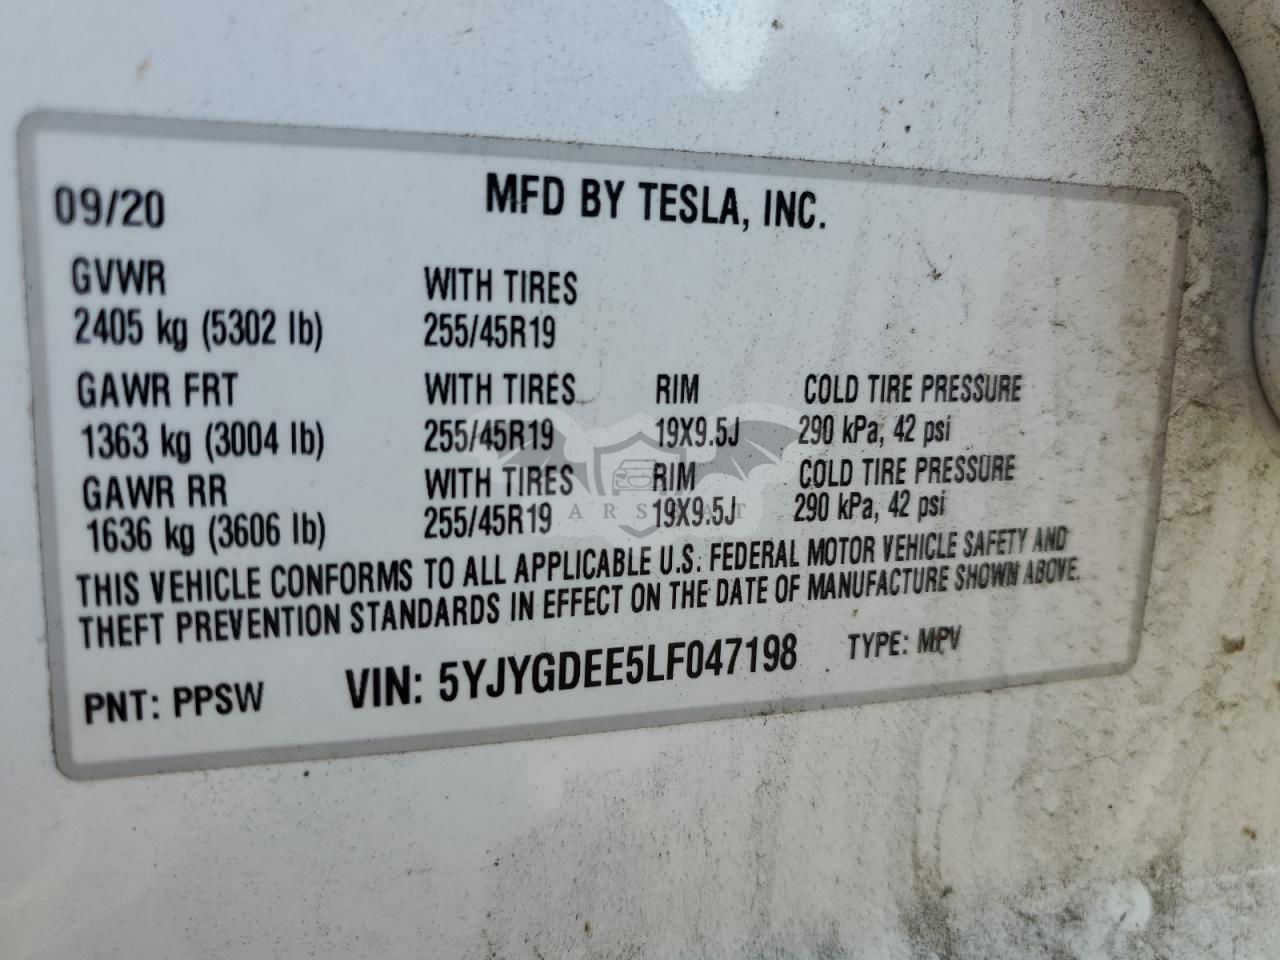 09/20 MFD BY TESLA, INC.
GVWR WITH TIRES
2405 kg (5302 lb) 255/45R19
GAWR FRT WITH TIRES RIM COLD TIRE PRESSURE
1363 kg (3004 lb) 255/45R19 19X9.5J 290 kPa, 42 psi
GAWR RR WITH TIRES RIM COLD TIRE PRESSURE
1636 kg (3606 lb) 255/45R19 19X9.5J 290 kPa, 42 psi
THIS VEHICLE CONFORMS TO ALL APPLICABLE U.S. FEDERAL MOTOR VEHICLE SAFETY AND
THEFT PREVENTION STANDARDS IN EFFECT ON THE DATE OF MANUFACTURE SHOWN ABOVE.
PNT: PPSW VIN: 5YJYGDEE5LF047198 TYPE: MPV